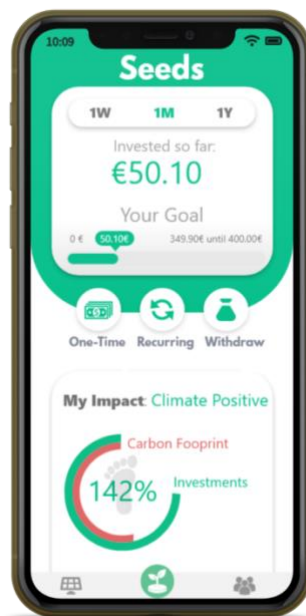 10:09
Seeds
1W 1M 1Y
Invested so far:
€50.10
Your Goal
0 € 50.10€ 349.90€ until 400.00€
One-Time Recurring Withdraw
My Impact: Climate Positive
Carbon Fooprint
142% Investments